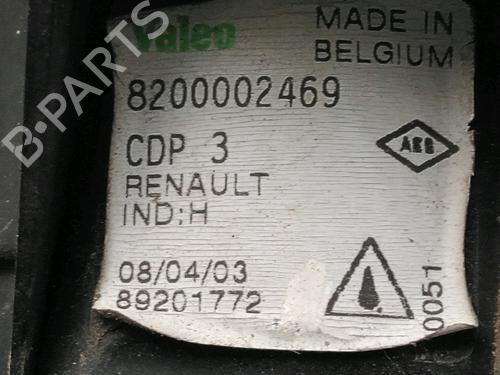 Valeo
MADE IN
BELGIUM
8200002469
CDP 3
RENAULT
IND:H
08/04/03
89201772
0051
B-PARTS